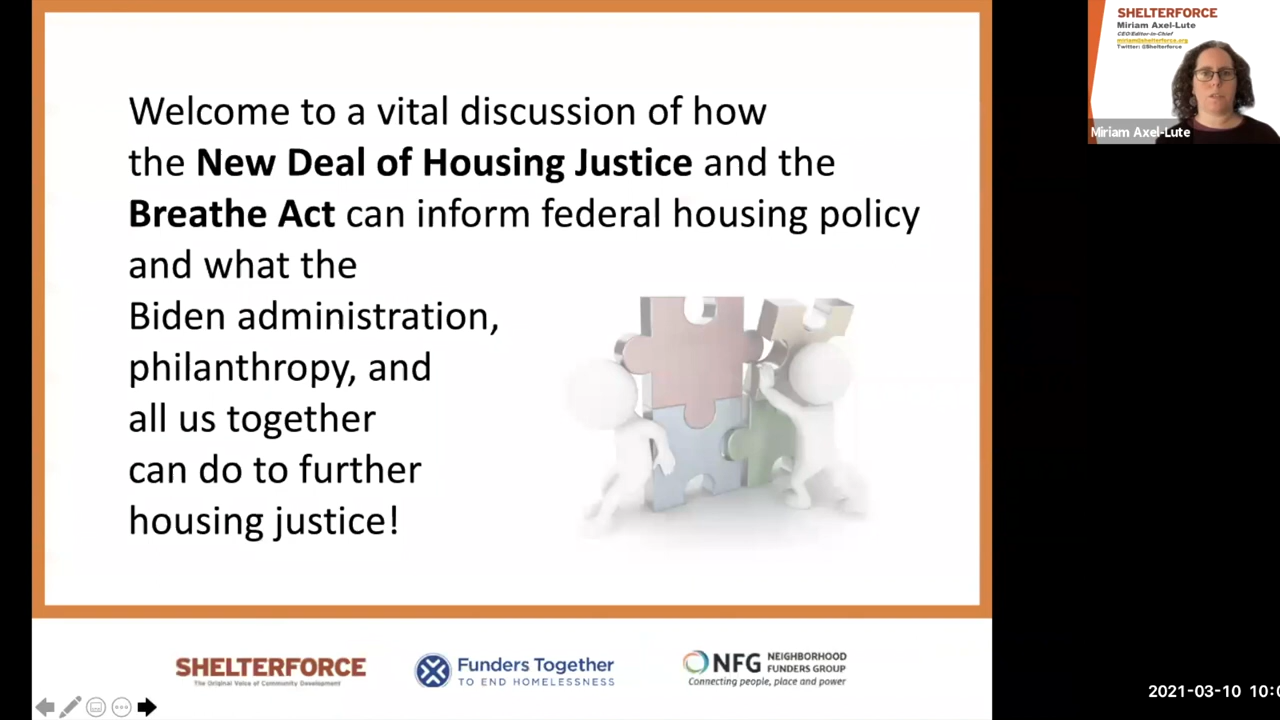 Welcome to a vital discussion of how
the New Deal of Housing Justice and the
Breathe Act can inform federal housing policy
and what the
Biden administration,
philanthropy, and
all us together
can do to further
housing justice!
SHELTERFORCE
The Original Voice of Community Development
Funders Together
TO END HOMELESSNESS
NFG NEIGHBORHOOD
FUNDERS GROUP
Connecting people, place and power
SHELTERFORCE
Miriam Axel-Lute
CEO/Editor-in-Chief
miriam@shelterforce.org
Twitter: @Shelterforce
Miriam Axel-Lute
2021-03-10 10:0